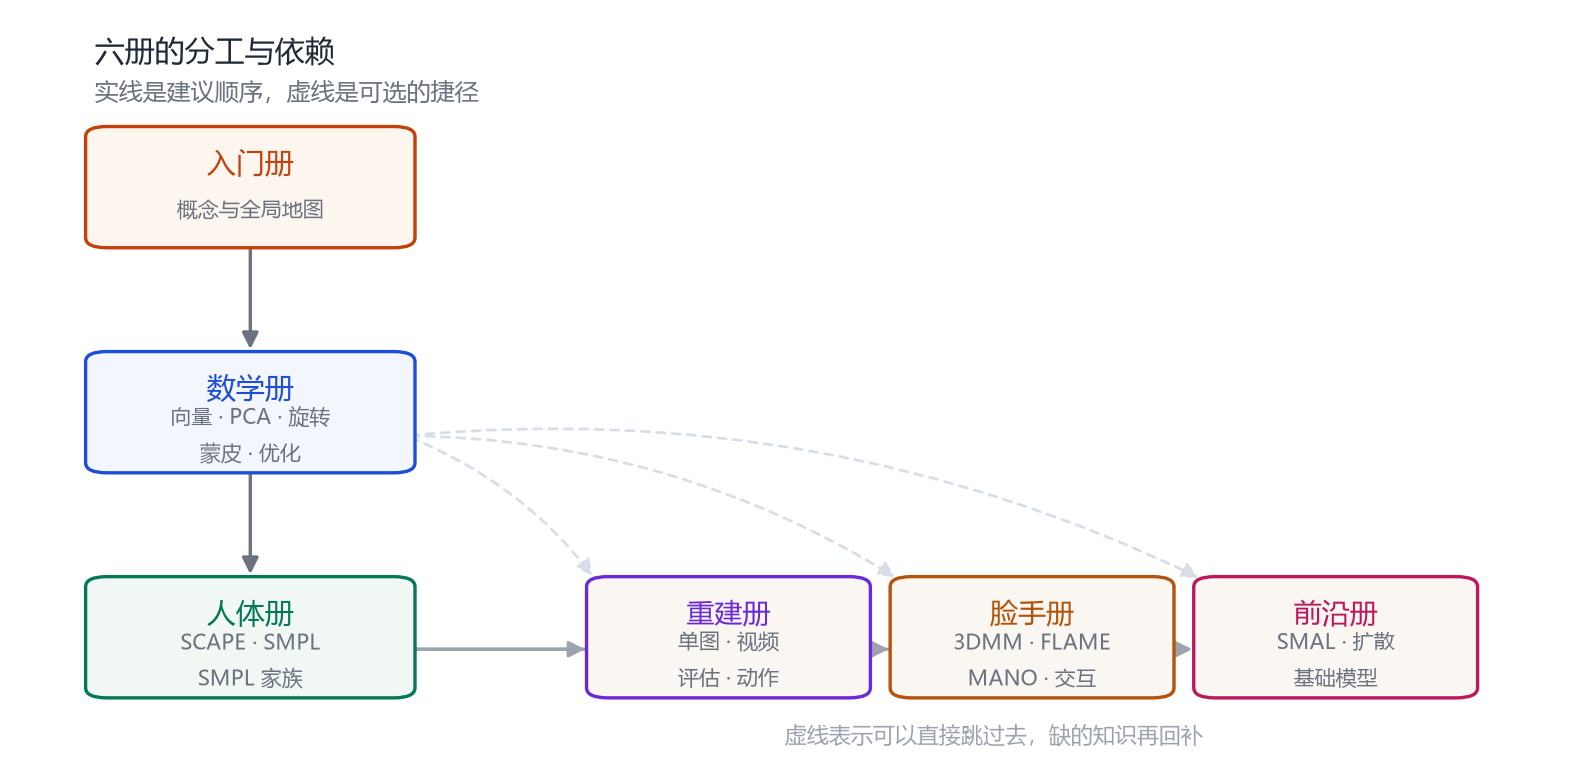 六册的分工与依赖
实线是建议顺序，虚线是可选的捷径
入门册
概念与全局地图
数学册
向量 · PCA · 旋转
蒙皮 · 优化
人体册
SCAPE · SMPL
SMPL 家族
重建册
单图 · 视频
评估 · 动作
脸手册
3DMM · FLAME
MANO · 交互
前沿册
SMAL · 扩散
基础模型
虚线表示可以直接跳过去，缺的知识再回补